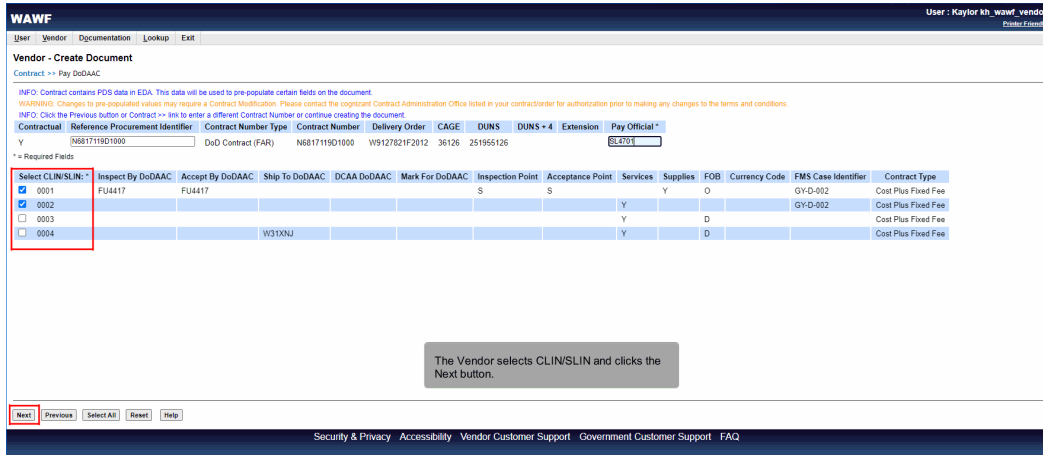 User : Kaylor kh_wawf_vendo
WAWF
Printer Friend
User Vendor Documentation Lookup Exit
Vendor - Create Document
Contract >> Pay DoDAAC
INFO: Contract contains PDS data in EDA. This data will be used to pre-populate certain fields on the document.
WARNING: Changes to pre-populated values may require a Contract Modification. Please contact the cognizant Contract Administration Office listed in your contract/order for authorization prior to making any changes to the terms and conditions.
INFO: Click the Previous button or Contract >> link to enter a different Contract Number or continue creating the document.
Contractual Reference Procurement Identifier Contract Number Type Contract Number Delivery Order CAGE DUNS DUNS + 4 Extension Pay Official *
Y N6817119D1000 DoD Contract (FAR) N6817119D1000 W9127821F2012 36126 251955126 SL4701
* = Required Fields
Select CLIN/SLIN: * Inspect By DoDAAC Accept By DoDAAC Ship To DoDAAC DCAA DoDAAC Mark For DoDAAC Inspection Point Acceptance Point Services Supplies FOB Currency Code FMS Case Identifier Contract Type
0001 FU4417 FU4417 S S Y O GY-D-002 Cost Plus Fixed Fee
0002 Y GY-D-002 Cost Plus Fixed Fee
0003 Y D Cost Plus Fixed Fee
0004 W31XNJ Y D Cost Plus Fixed Fee
The Vendor selects CLIN/SLIN and clicks the
Next button.
Next Previous Select All Reset Help
Security & Privacy Accessibility Vendor Customer Support Government Customer Support FAQ